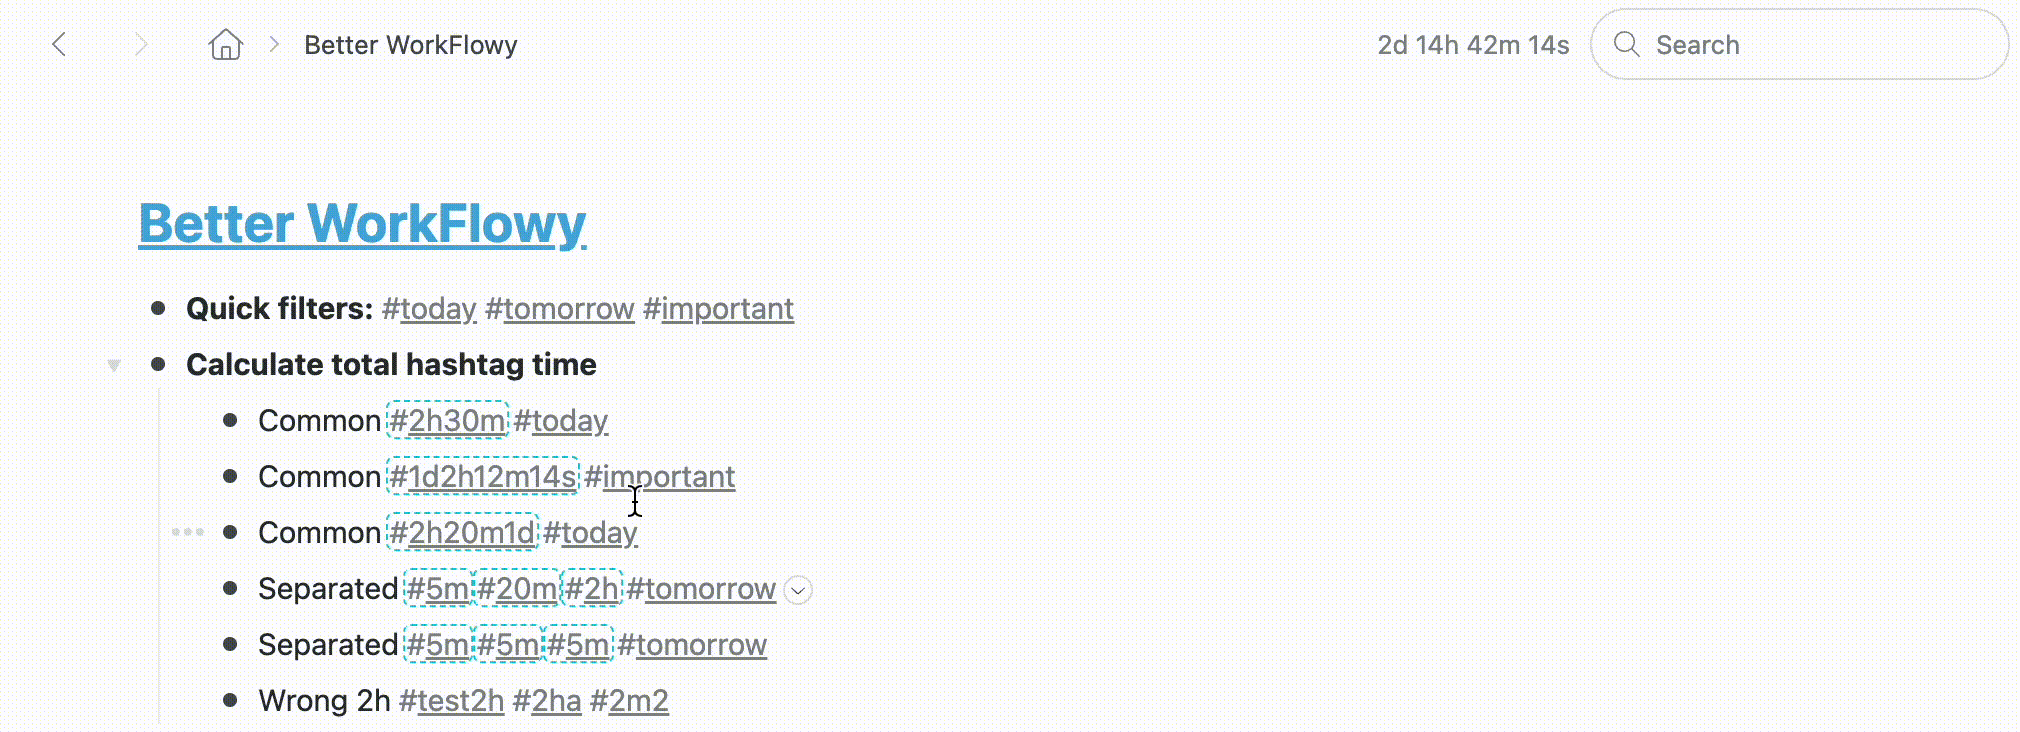 Better WorkFlowy 2d 14h 42m 14s Search
Better WorkFlowy
Quick filters: #today #tomorrow #important
Calculate total hashtag time
Common #2h30m #today
Common #1d2h12m14s #important
Common #2h20m1d #today
Separated #5m #20m #2h #tomorrow
Separated #5m #5m #5m #tomorrow
Wrong 2h #test2h #2ha #2m2